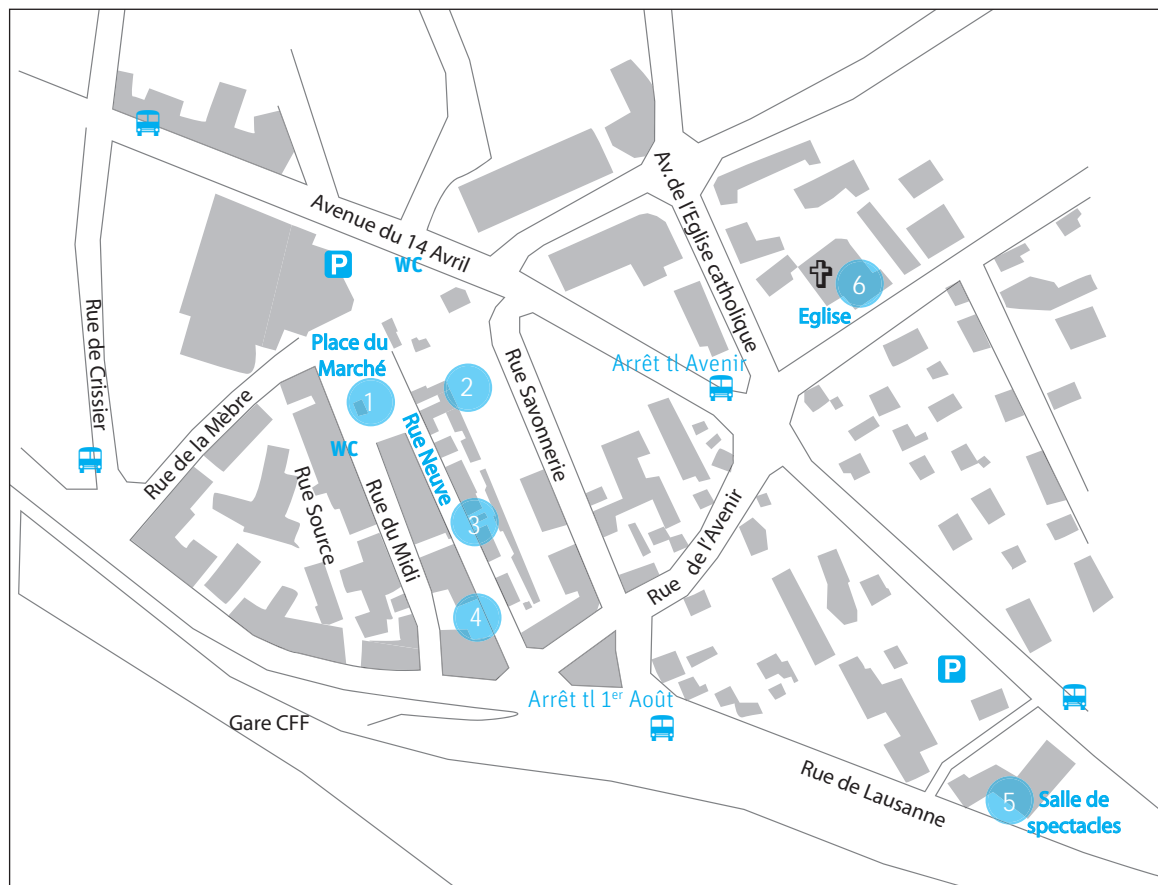 Avenue du 14 Avril
P
WC
Av. de l'Eglise catholique
6
Eglise
Rue de Crissier
Place du
Marché
1
2
WC
Rue de la Mèbre
Rue Neuve
Rue Savonnerie
Arrêt tl Avenir
Rue Source
Rue du Midi
3
4
Rue de l'Avenir
P
Arrêt tl 1er Août
Gare CFF
Rue de Lausanne
5
Salle de
spectacles